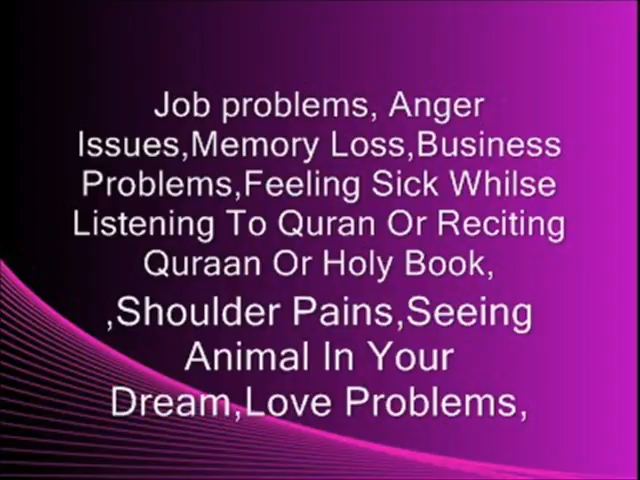 Job problems, Anger
Issues,Memory Loss,Business
Problems,Feeling Sick Whilse
Listening To Quran Or Reciting
Quraan Or Holy Book,
,Shoulder Pains,Seeing
Animal In Your
Dream,Love Problems,